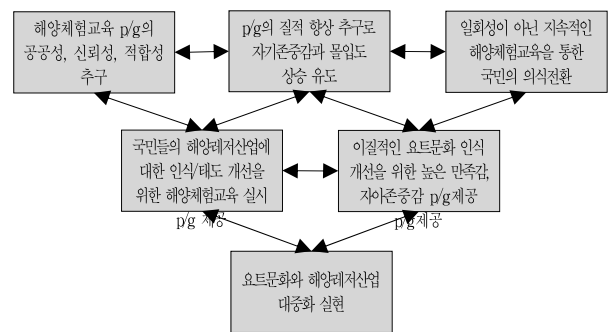 해양체험교육 p/g의
공공성, 신뢰성, 적합성
추구
p/g의 질적 향상 추구로
자기존중감과 몰입도
상승 유도
일회성이 아닌 지속적인
해양체험교육을 통한
국민의 의식전환
국민들의 해양레저산업에
대한 인식/태도 개선을
위한 해양체험교육 실시
p/g 제공
이질적인 요트문화 인식
개선을 위한 높은 만족감,
자아존중감 p/g제공
p/g제공
요트문화와 해양레저산업
대중화 실현